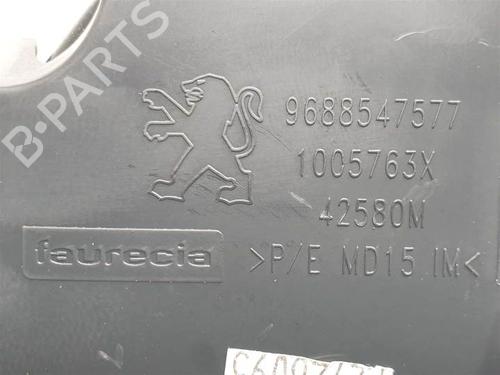 B-PARTS
9688547577
1005763X
42580M
faurecia
>P/E MD15 IM<